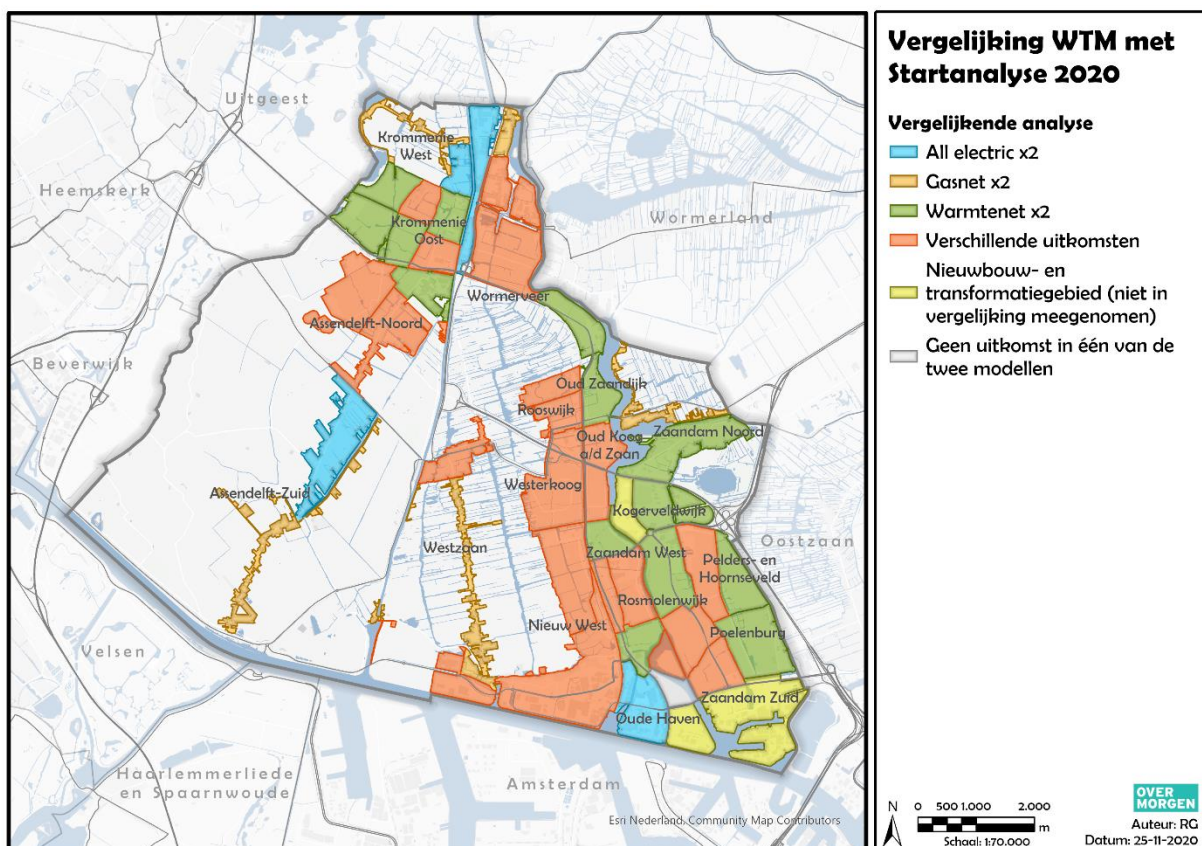 Uitgeest
Krommenie
West
Heemskerk
Wormerland
Krommenie
Oost
Wormerveer
Assendelft-Noord
Beverwijk
Oud Zaandijk
Rooswijk
Zaandam Noord
Oud Koog
a/d Zaan
Westerkoog
Assendelft-Zuid
Kogerveldwijk
Oostzaan
Westzaan
Zaandam West
Pelders- en
Hoornseveld
Rosmolenwijk
Nieuw West
Poelenburg
Velsen
Zaandam Zuid
Oude Haven
Haarlemmerliede
en Spaarnwoude
Amsterdam
Esri Nederland, Community Map Contributors
Vergelijking WTM met
Startanalyse 2020
Vergelijkende analyse
All electric x2
Gasnet x2
Warmtenet x2
Verschillende uitkomsten
Nieuwbouw- en
transformatiegebied (niet in
vergelijking meegenomen)
Geen uitkomst in één van de
twee modellen
N
0 500 1.000 2.000
m
Schaal: 1:70.000
OVER
MORGEN
Auteur: RG
Datum: 25-11-2020